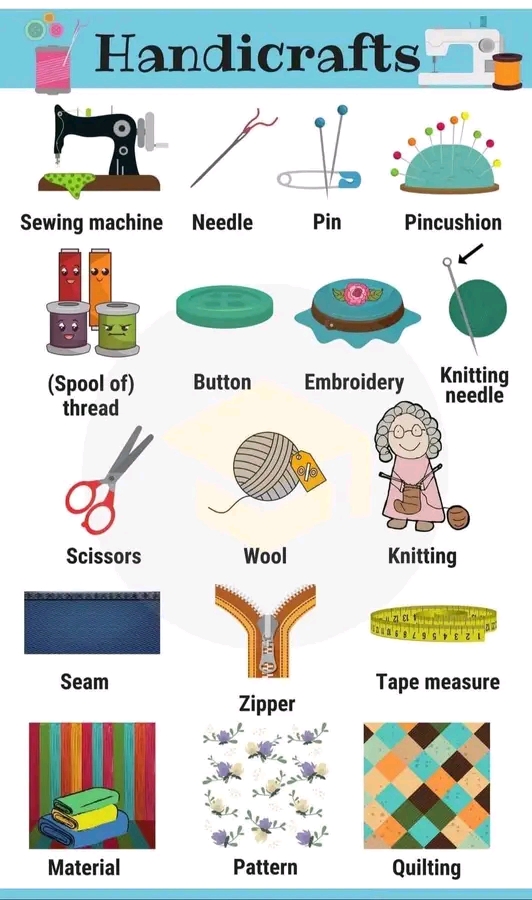 Handicrafts
Sewing machine
Needle
Pin
Pincushion
(Spool of)
thread
Button
Embroidery
Knitting
needle
Scissors
%
Wool
Knitting
Seam
Zipper
Tape measure
Material
Pattern
Quilting